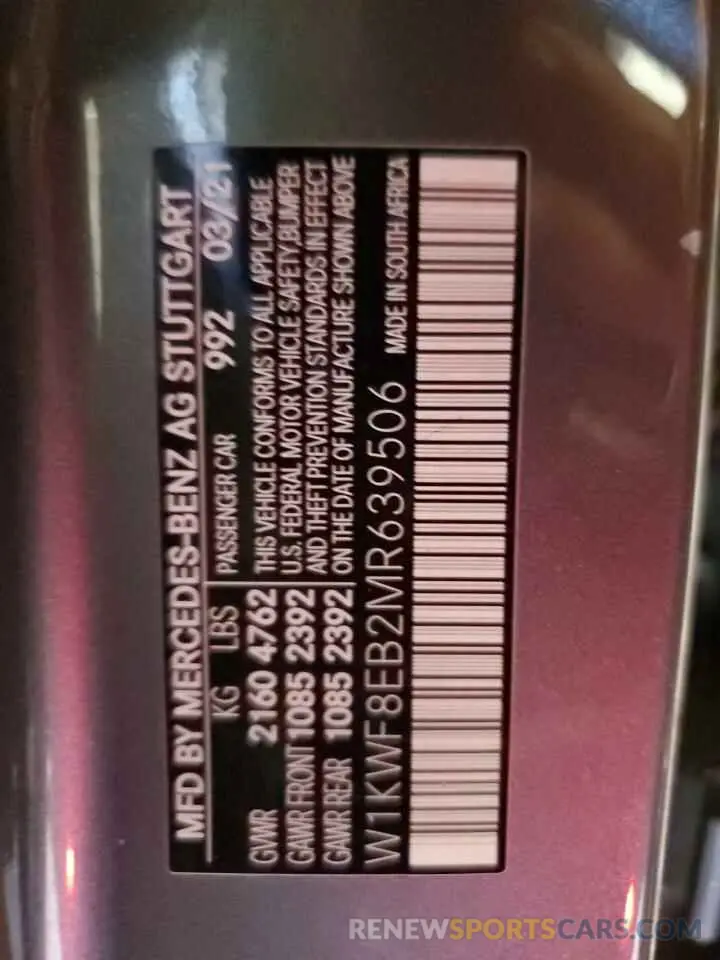 MFD BY MERCEDES-BENZ AG STUTTGART
KG LBS PASSENGER CAR 992 03/21
GVWR 2160 4762 THIS VEHICLE CONFORMS TO ALL APPLICABLE
GAWR FRONT 1085 2392 U.S. FEDERAL MOTOR VEHICLE SAFETY, BUMPER
GAWR REAR 1085 2392 AND THEFT PREVENTION STANDARDS IN EFFECT
ON THE DATE OF MANUFACTURE SHOWN ABOVE
W1KWF8EB2MR639506 MADE IN SOUTH AFRICA
RENEWSPORTSCARS.COM